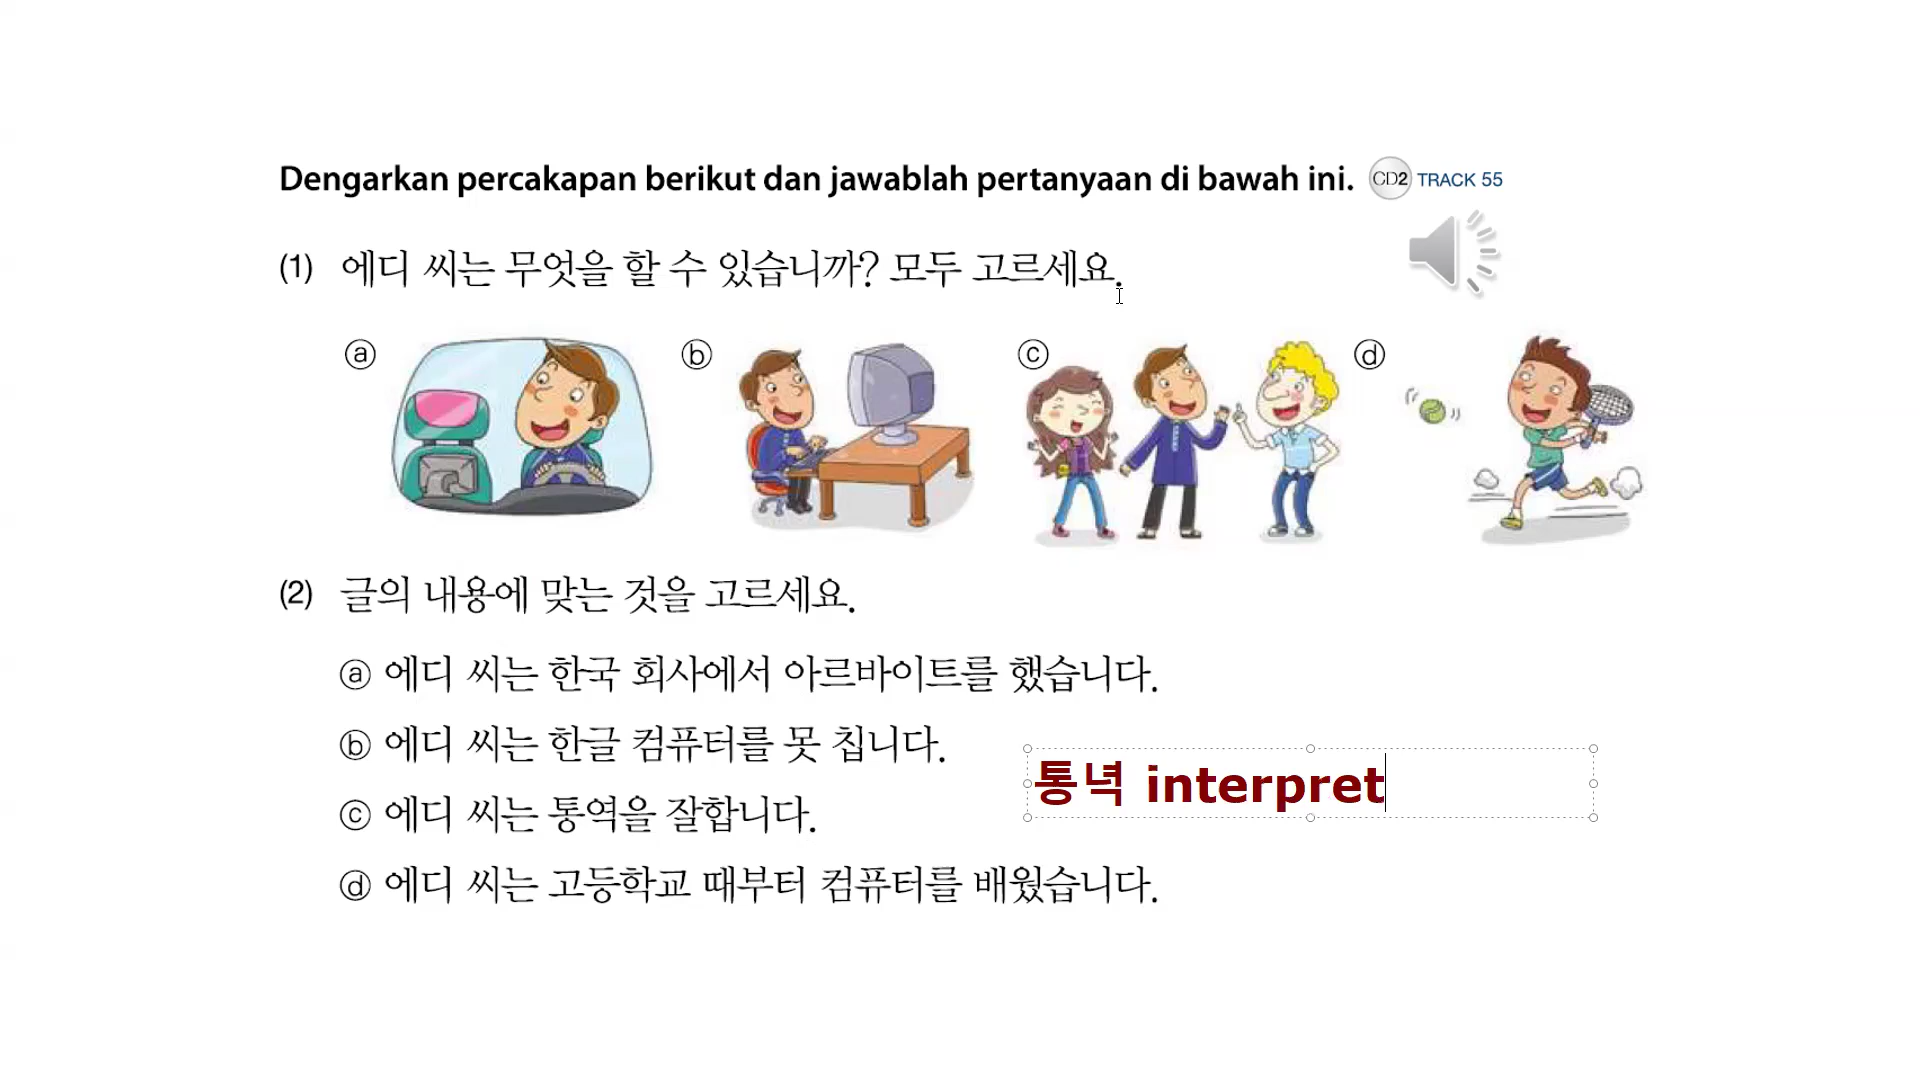 Dengarkan percakapan berikut dan jawablah pertanyaan di bawah ini. CD2 TRACK 55
(1) 에디 씨는 무엇을 할 수 있습니까? 모두 고르세요.
ⓐ ⓑ ⓒ ⓓ
(2) 글의 내용에 맞는 것을 고르세요.
ⓐ 에디 씨는 한국 회사에서 아르바이트를 했습니다.
ⓑ 에디 씨는 한글 컴퓨터를 못 칩니다.
통녁 interpret
ⓒ 에디 씨는 통역을 잘합니다.
ⓓ 에디 씨는 고등학교 때부터 컴퓨터를 배웠습니다.